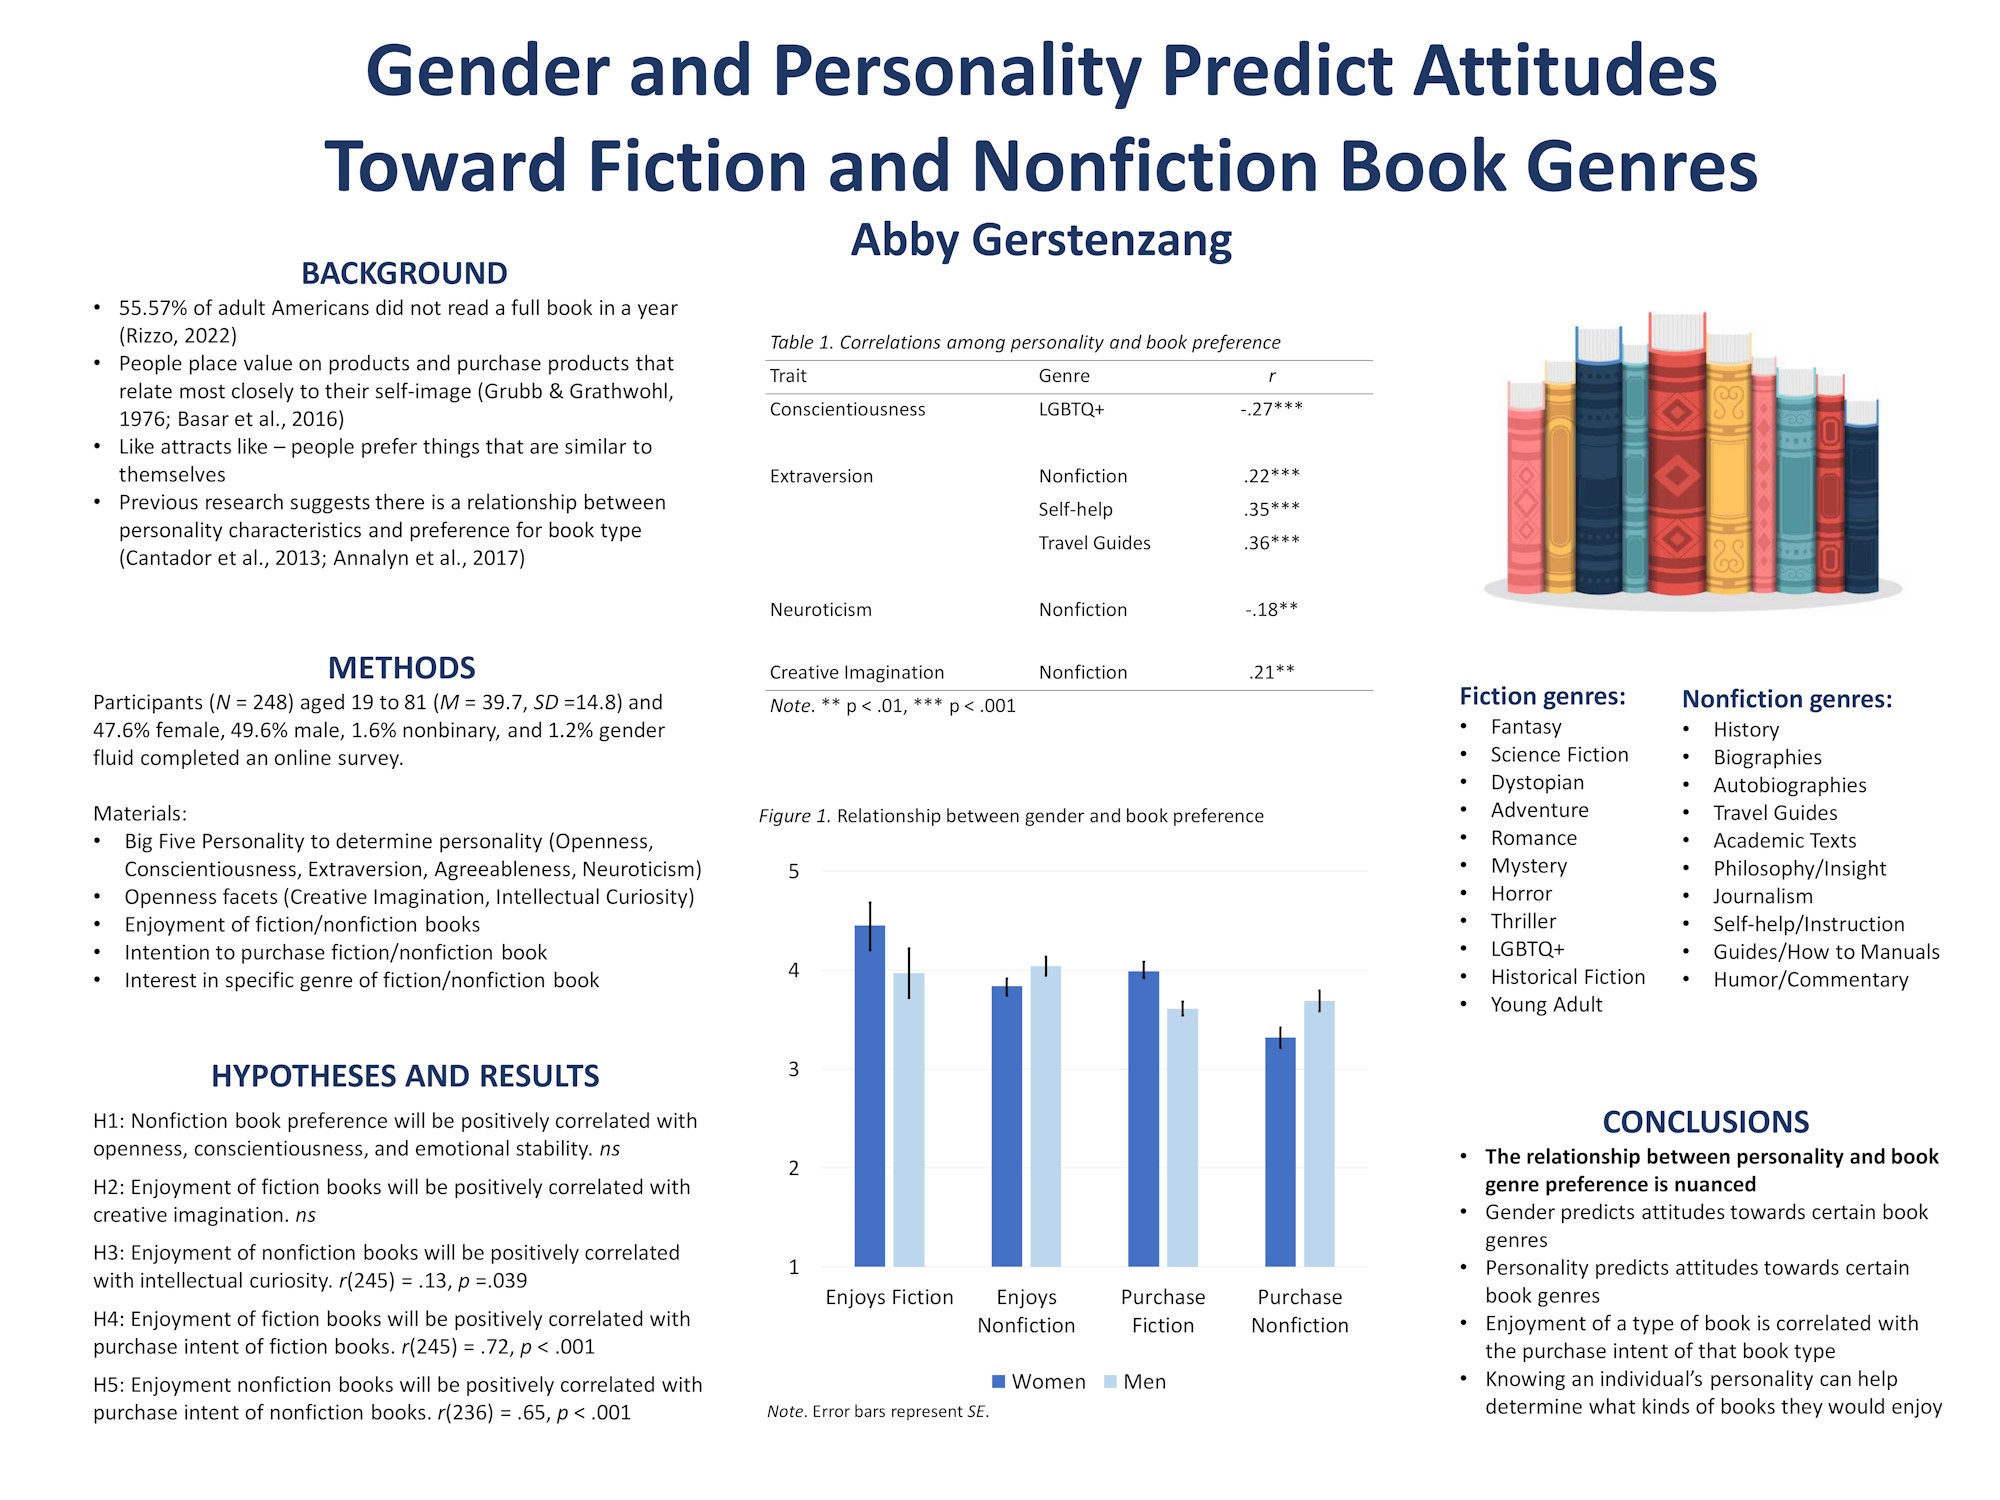 Gender and Personality Predict Attitudes
Toward Fiction and Nonfiction Book Genres
Abby Gerstenzang
BACKGROUND
• 55.57% of adult Americans did not read a full book in a year
(Rizzo, 2022)
• People place value on products and purchase products that
relate most closely to their self-image (Grubb & Grathwohl,
1976; Basar et al., 2016)
• Like attracts like – people prefer things that are similar to
themselves
• Previous research suggests there is a relationship between
personality characteristics and preference for book type
(Cantador et al., 2013; Annalyn et al., 2017)
METHODS
Participants (N = 248) aged 19 to 81 (M = 39.7, SD =14.8) and
47.6% female, 49.6% male, 1.6% nonbinary, and 1.2% gender
fluid completed an online survey.
Materials:
• Big Five Personality to determine personality (Openness,
Conscientiousness, Extraversion, Agreeableness, Neuroticism)
• Openness facets (Creative Imagination, Intellectual Curiosity)
• Enjoyment of fiction/nonfiction books
• Intention to purchase fiction/nonfiction book
• Interest in specific genre of fiction/nonfiction book
HYPOTHESES AND RESULTS
H1: Nonfiction book preference will be positively correlated with
openness, conscientiousness, and emotional stability. ns
H2: Enjoyment of fiction books will be positively correlated with
creative imagination. ns
H3: Enjoyment of nonfiction books will be positively correlated
with intellectual curiosity. r(245) = .13, p =.039
H4: Enjoyment of fiction books will be positively correlated with
purchase intent of fiction books. r(245) = .72, p < .001
H5: Enjoyment nonfiction books will be positively correlated with
purchase intent of nonfiction books. r(236) = .65, p < .001
Table 1. Correlations among personality and book preference
Trait Genre r
Conscientiousness LGBTQ+ -.27***
Extraversion Nonfiction .22***
Self-help .35***
Travel Guides .36***
Neuroticism Nonfiction -.18**
Creative Imagination Nonfiction .21**
Note. ** p < .01, *** p < .001
Figure 1. Relationship between gender and book preference
5
4
3
2
1
Enjoys Fiction Enjoys Purchase Purchase
Nonfiction Fiction Nonfiction
Women Men
Note. Error bars represent SE.
Fiction genres:
• Fantasy
• Science Fiction
• Dystopian
• Adventure
• Romance
• Mystery
• Horror
• Thriller
• LGBTQ+
• Historical Fiction
• Young Adult
Nonfiction genres:
• History
• Biographies
• Autobiographies
• Travel Guides
• Academic Texts
• Philosophy/Insight
• Journalism
• Self-help/Instruction
• Guides/How to Manuals
• Humor/Commentary
CONCLUSIONS
• The relationship between personality and book
genre preference is nuanced
• Gender predicts attitudes towards certain book
genres
• Personality predicts attitudes towards certain
book genres
• Enjoyment of a type of book is correlated with
the purchase intent of that book type
• Knowing an individual’s personality can help
determine what kinds of books they would enjoy